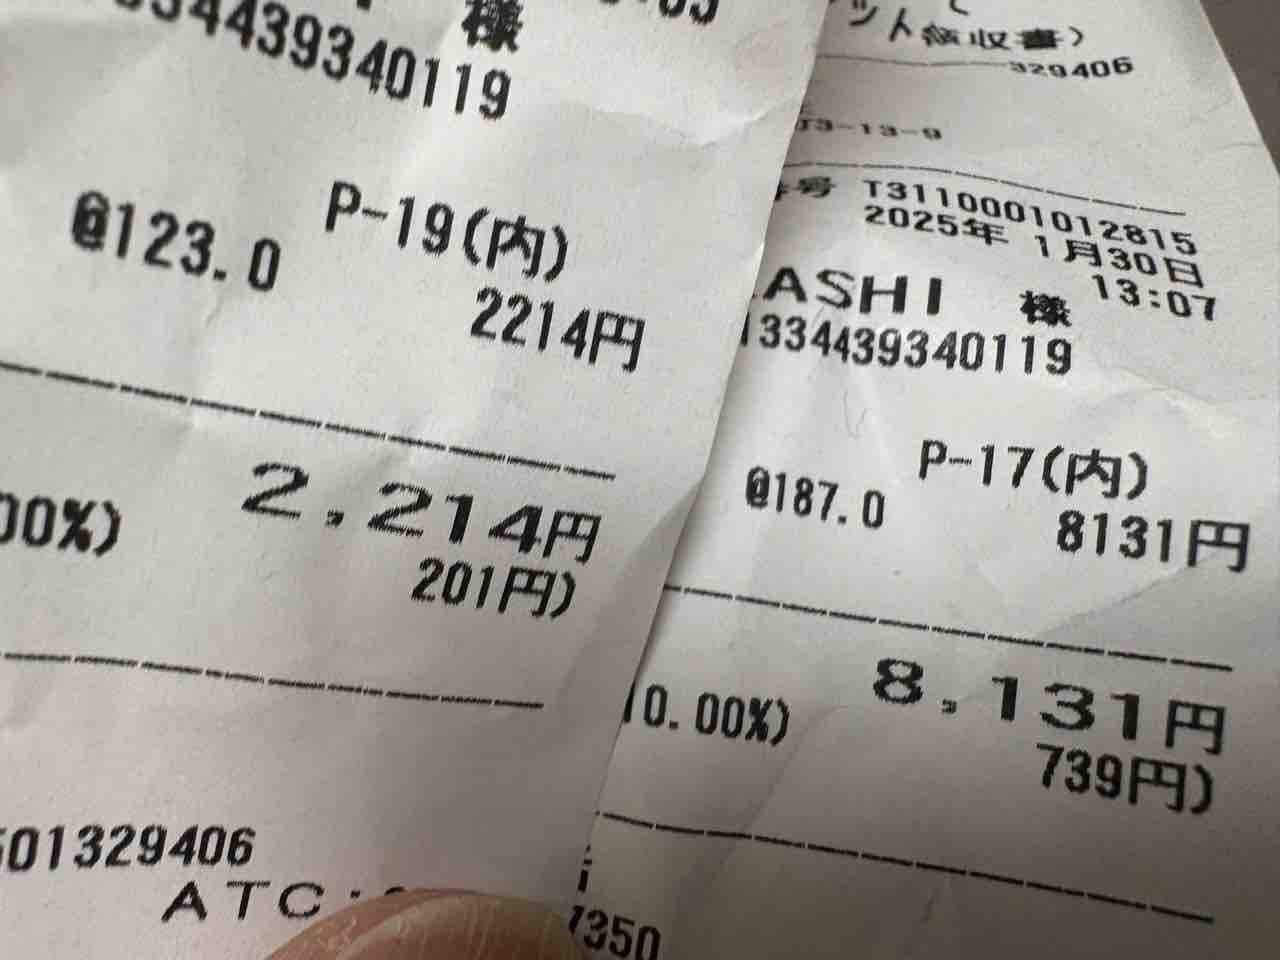 様
34439340119
P-19(内)
@123.0
2214円
2,214円
00%)
201円)
01329406
ATC:
ット領収書)
329406
T3-13-9
号 T3110001012815
2025年 1月30日
13:07
ASHI 様
1334439340119
P-17(内)
@187.0
8131円
8,131円
10.00%)
739円)
7350